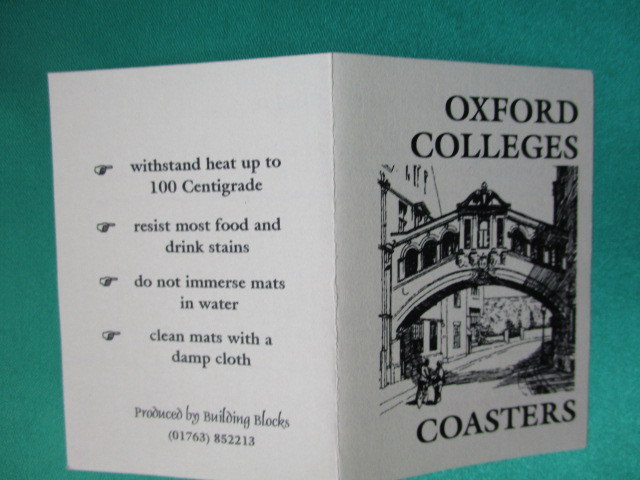 withstand heat up to
100 Centigrade
resist most food and
drink stains
do not immerse mats
in water
clean mats with a
damp cloth
Produced by Building Blocks
(01763) 852213
OXFORD
COLLEGES
COASTERS